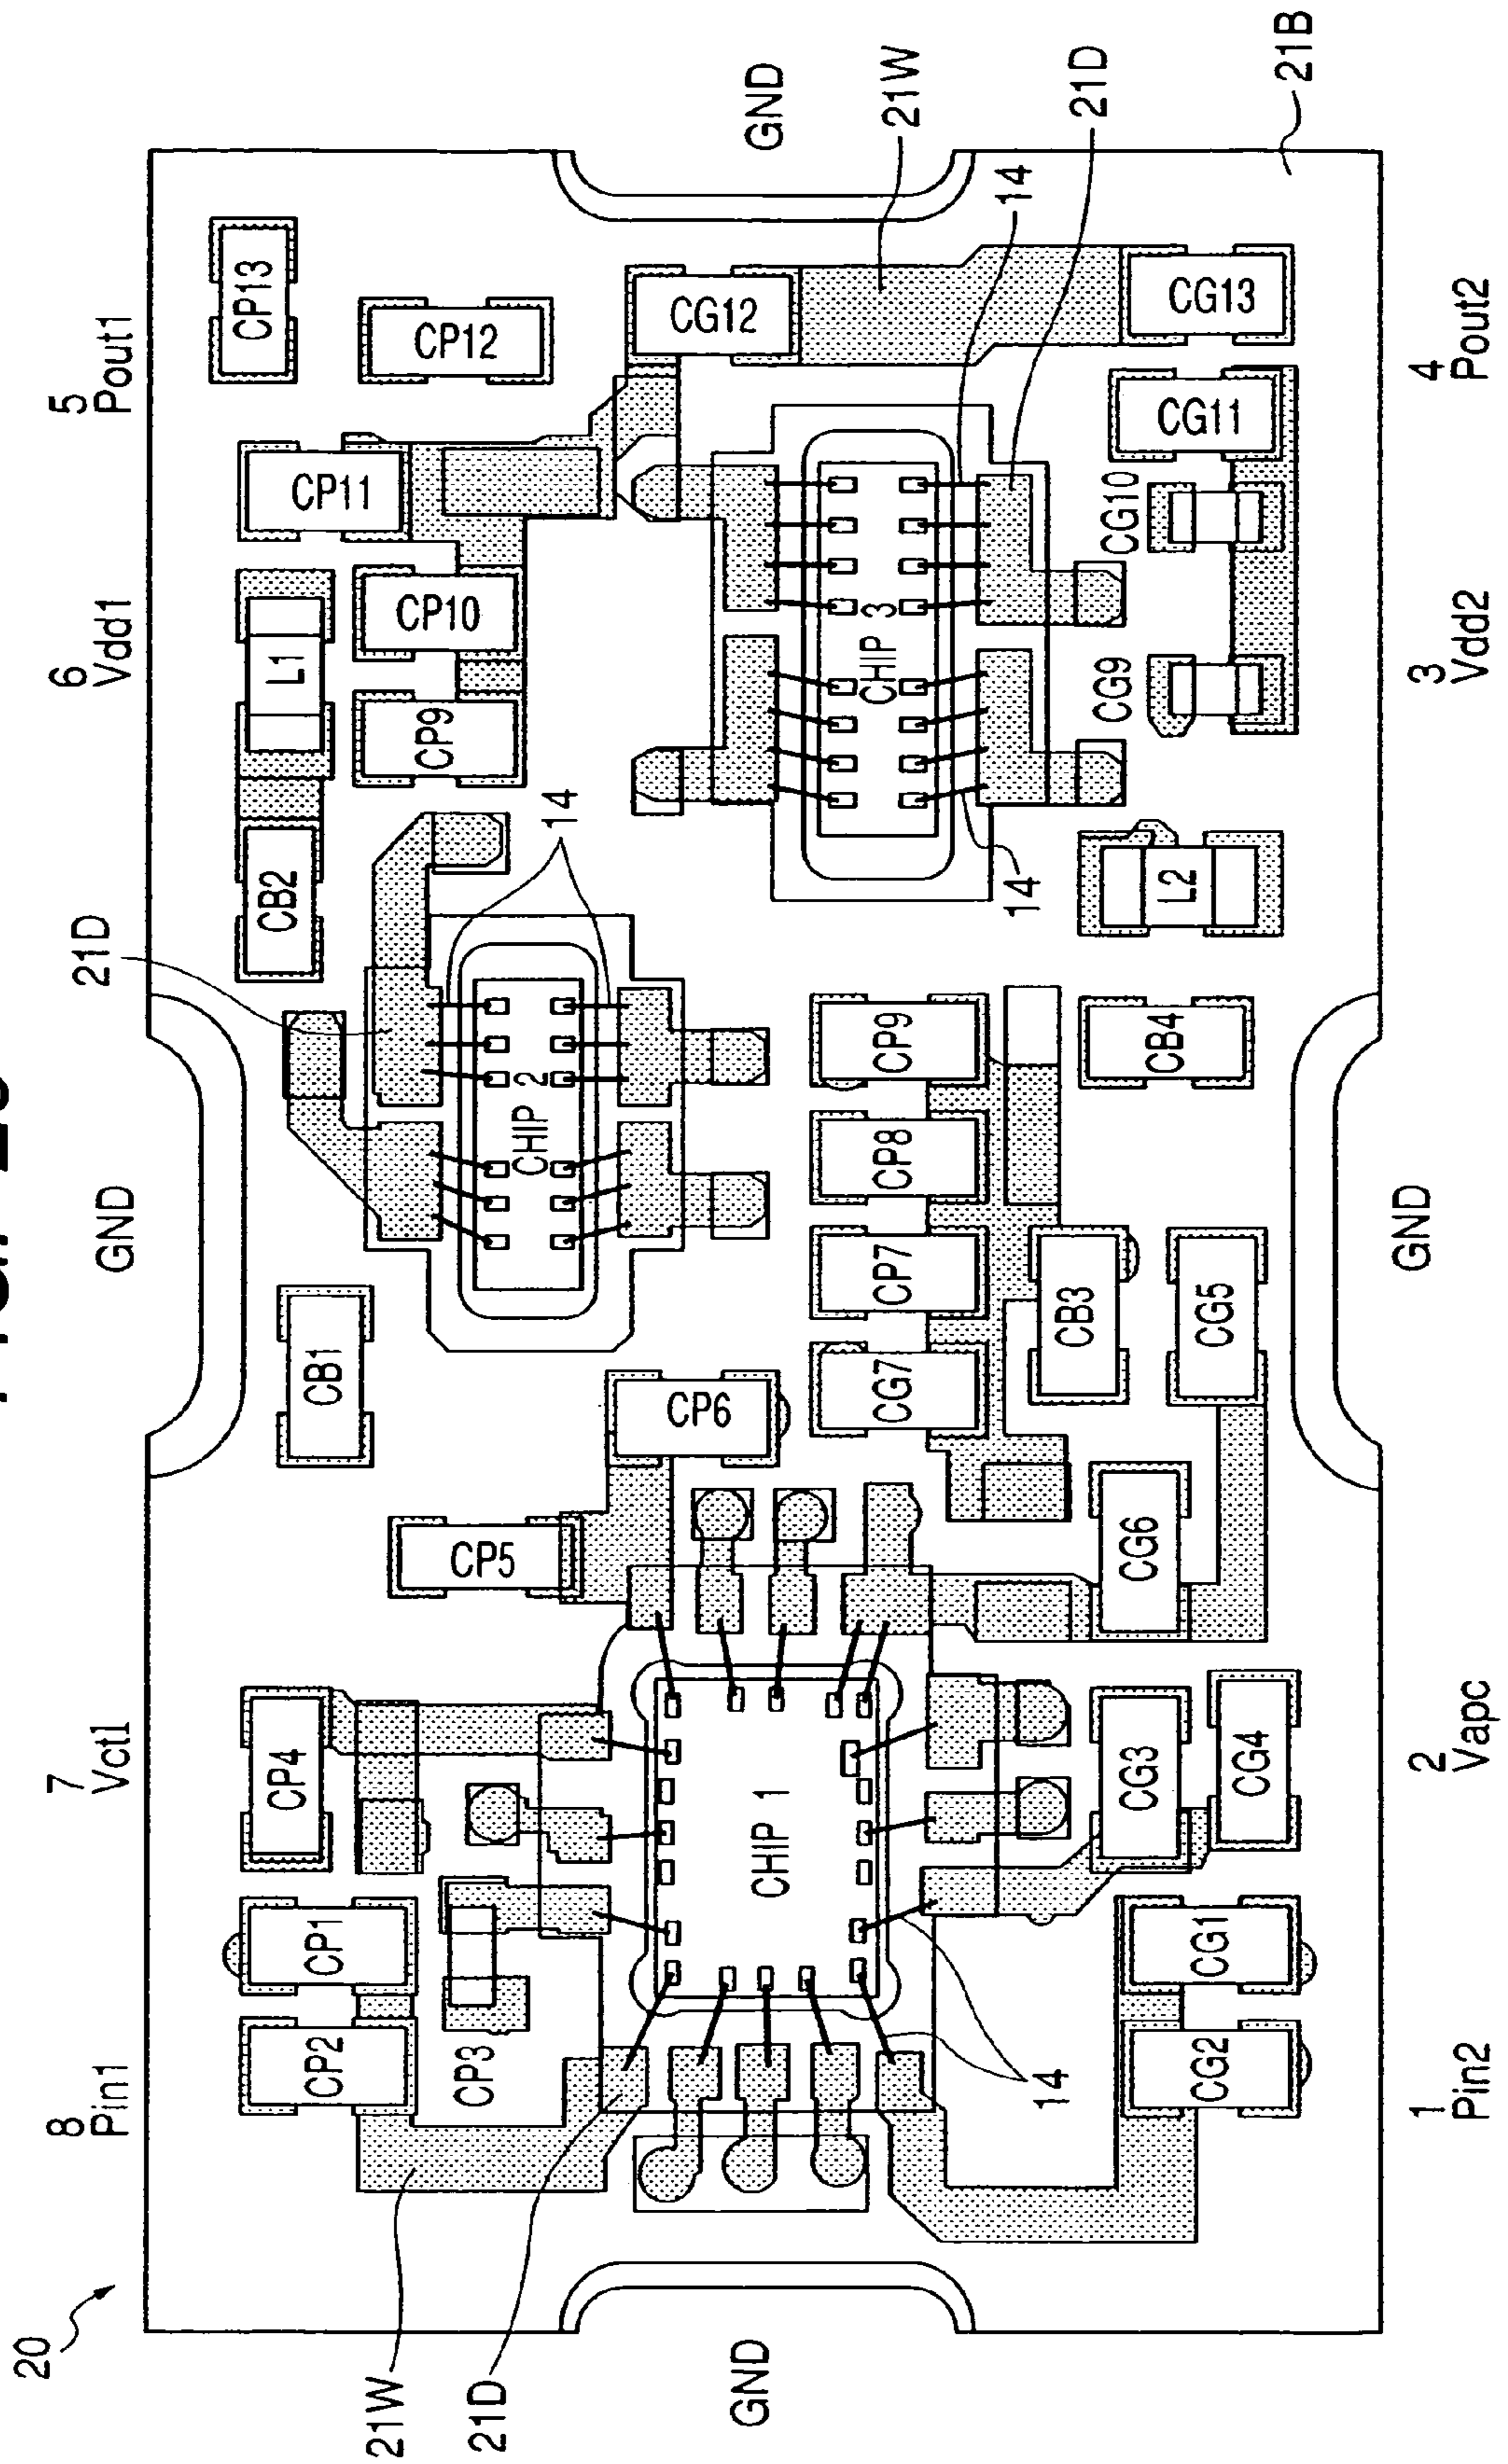 20
8
Pin1
7
Vctl
GND
6
Vdd1
5
Pout1
21D
CP2
CP1
CP4
CB1
CB2
L1
CP11
CP13
21W
21D
CP3
CP5
CP9
CP10
CP12
14
CHIP 2
CP6
CG12
GND
CHIP 1
GND
CG7
CP7
CP8
CP9
CHIP 3
21W
14
14
14
21D
CB3
CG9
CG10
CG2
CG1
CG3
CG6
CB4
L2
CG11
CG13
CG4
CG5
21B
1
Pin2
2
Vapc
GND
3
Vdd2
4
Pout2